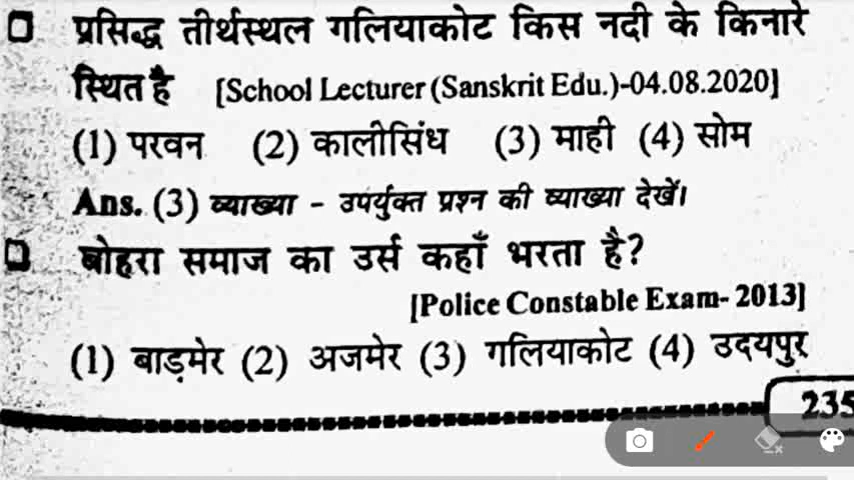 प्रसिद्ध तीर्थस्थल गलियाकोट किस नदी के किनारे
स्थित है [School Lecturer (Sanskrit Edu.)-04.08.2020]
(1) परवन (2) कालीसिंध (3) माही (4) सोम
Ans. (3) व्याख्या - उपर्युक्त प्रश्न की व्याख्या देखें।
बोहरा समाज का उर्स कहाँ भरता है?
[Police Constable Exam- 2013]
(1) बाड़मेर (2) अजमेर (3) गलियाकोट (4) उदयपुर
235